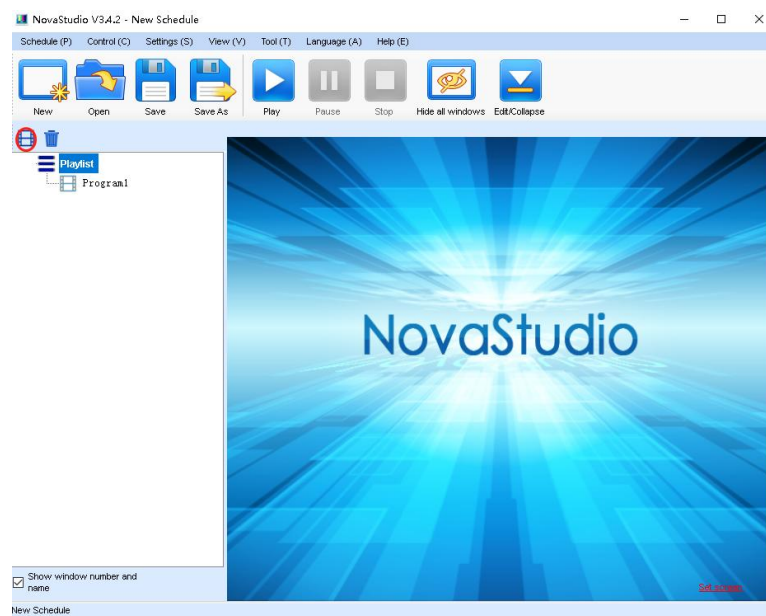 NovaStudio V3.4.2 - New Schedule
Schedule (P) Control (C) Settings (S) View (V) Tool (T) Language (A) Help (E)
New Open Save Save As Play Pause Stop Hide all windows Edit/Collapse
Playlist
Program1
NovaStudio
Show window number and
name
Set screen
New Schedule